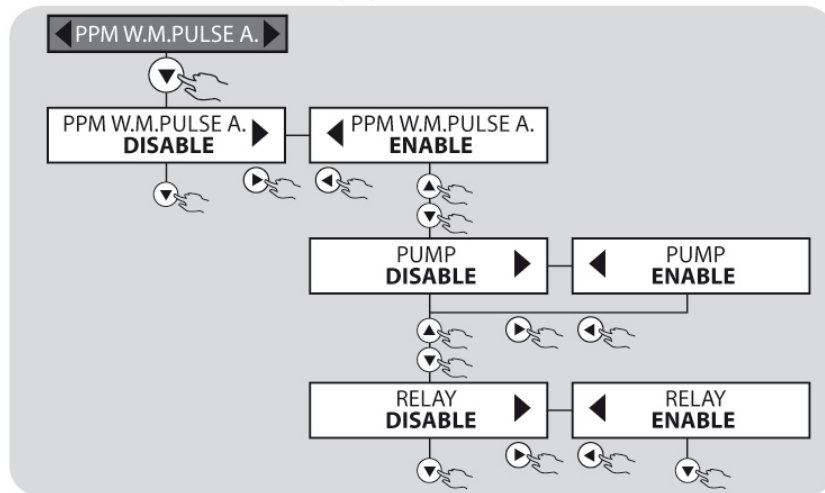 PPM W.M.PULSE A.
PPM W.M.PULSE A.
DISABLE
PPM W.M.PULSE A.
ENABLE
PUMP
DISABLE
PUMP
ENABLE
RELAY
DISABLE
RELAY
ENABLE